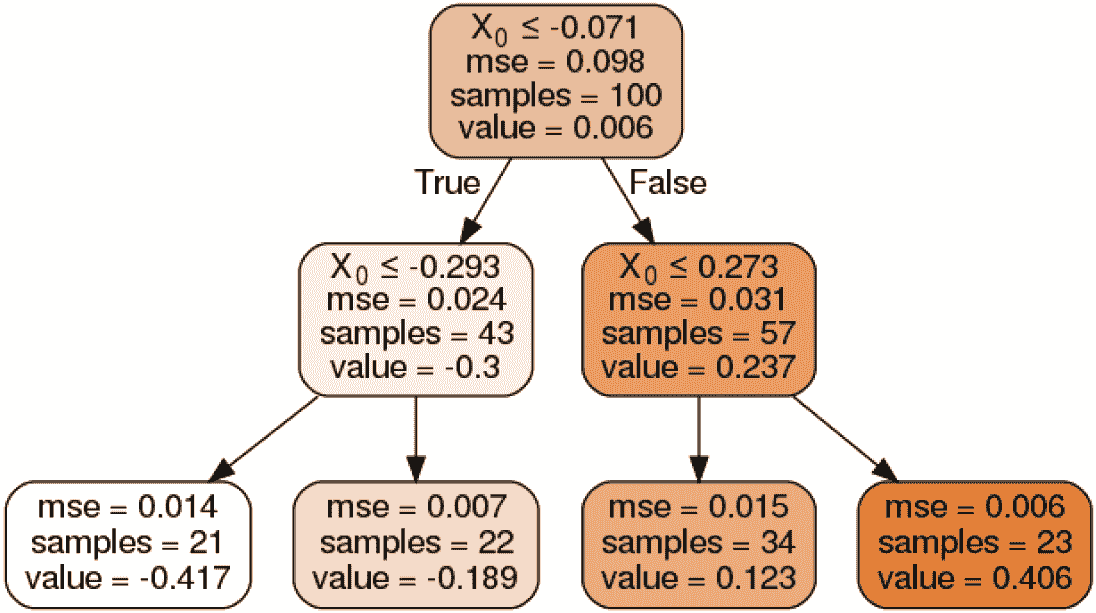 X₀ ≤ -0.071
mse = 0.098
samples = 100
value = 0.006
True
False
X₀ ≤ -0.293
mse = 0.024
samples = 43
value = -0.3
X₀ ≤ 0.273
mse = 0.031
samples = 57
value = 0.237
mse = 0.014
samples = 21
value = -0.417
mse = 0.007
samples = 22
value = -0.189
mse = 0.015
samples = 34
value = 0.123
mse = 0.006
samples = 23
value = 0.406